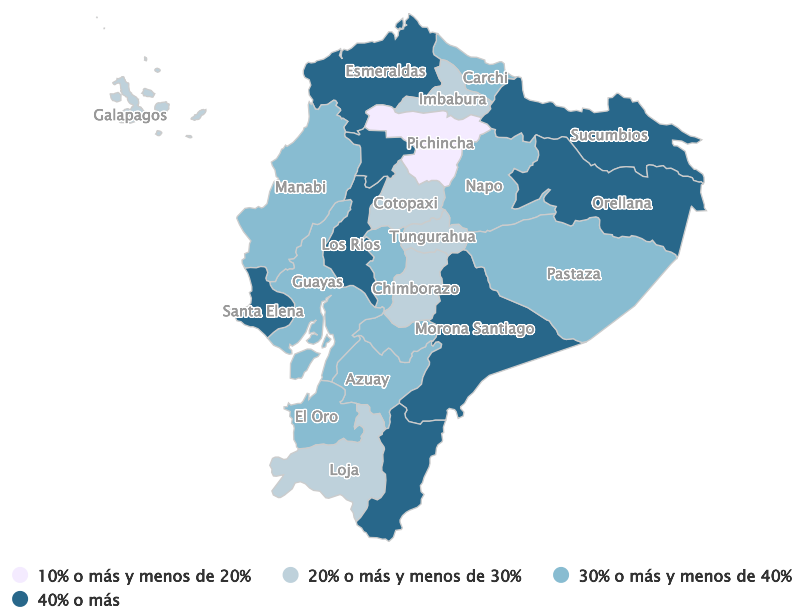 Esmeraldas
Carchi
Imbabura
Galapagos
Sucumbios
Pichincha
Manabi
Napo
Orellana
Cotopaxi
Tungurahua
Los Ríos
Pastaza
Guayas
Chimborazo
Santa Elena
Morona Santiago
Azuay
El Oro
Loja
10% o más y menos de 20%
20% o más y menos de 30%
30% o más y menos de 40%
40% o más